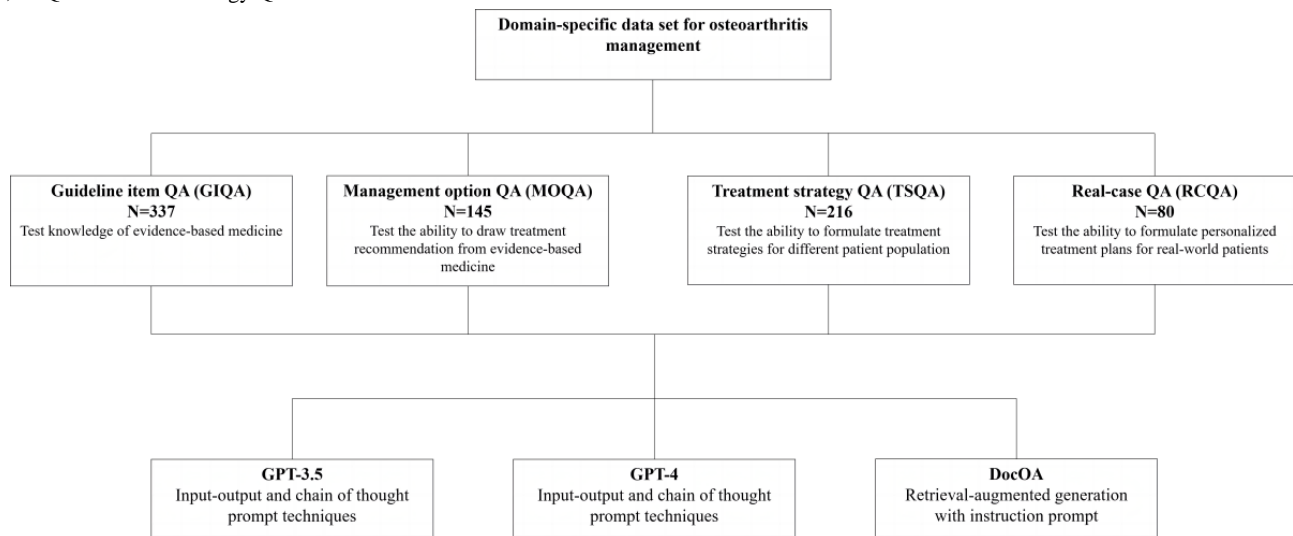 Domain-specific data set for osteoarthritis
management
Guideline item QA (GIQA)
N=337
Test knowledge of evidence-based medicine
Management option QA (MOQA)
N=145
Test the ability to draw treatment
recommendation from evidence-based
medicine
Treatment strategy QA (TSQA)
N=216
Test the ability to formulate treatment
strategies for different patient population
Real-case QA (RCQA)
N=80
Test the ability to formulate personalized
treatment plans for real-world patients
GPT-3.5
Input-output and chain of thought
prompt techniques
GPT-4
Input-output and chain of thought
prompt techniques
DocOA
Retrieval-augmented generation
with instruction prompt